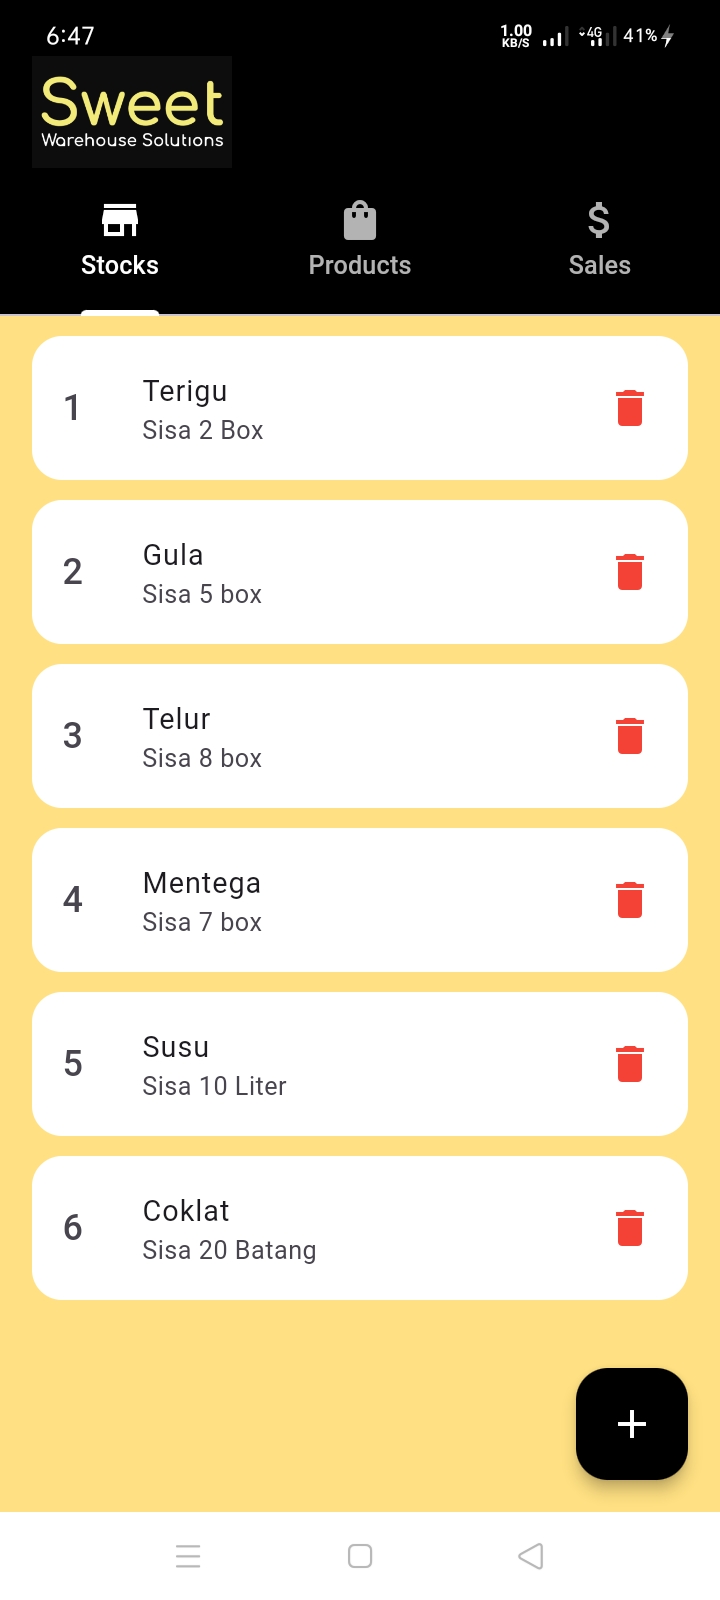 6:47
1.00
KB/S
4G
41%
Sweet
Warehouse Solutions
Stocks
Products
Sales
1
Terigu
Sisa 2 Box
2
Gula
Sisa 5 box
3
Telur
Sisa 8 box
4
Mentega
Sisa 7 box
5
Susu
Sisa 10 Liter
6
Coklat
Sisa 20 Batang